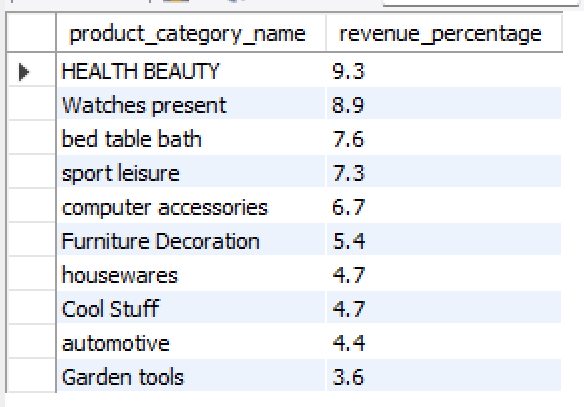 product_category_name revenue_percentage
HEALTH BEAUTY 9.3
Watches present 8.9
bed table bath 7.6
sport leisure 7.3
computer accessories 6.7
Furniture Decoration 5.4
housewares 4.7
Cool Stuff 4.7
automotive 4.4
Garden tools 3.6